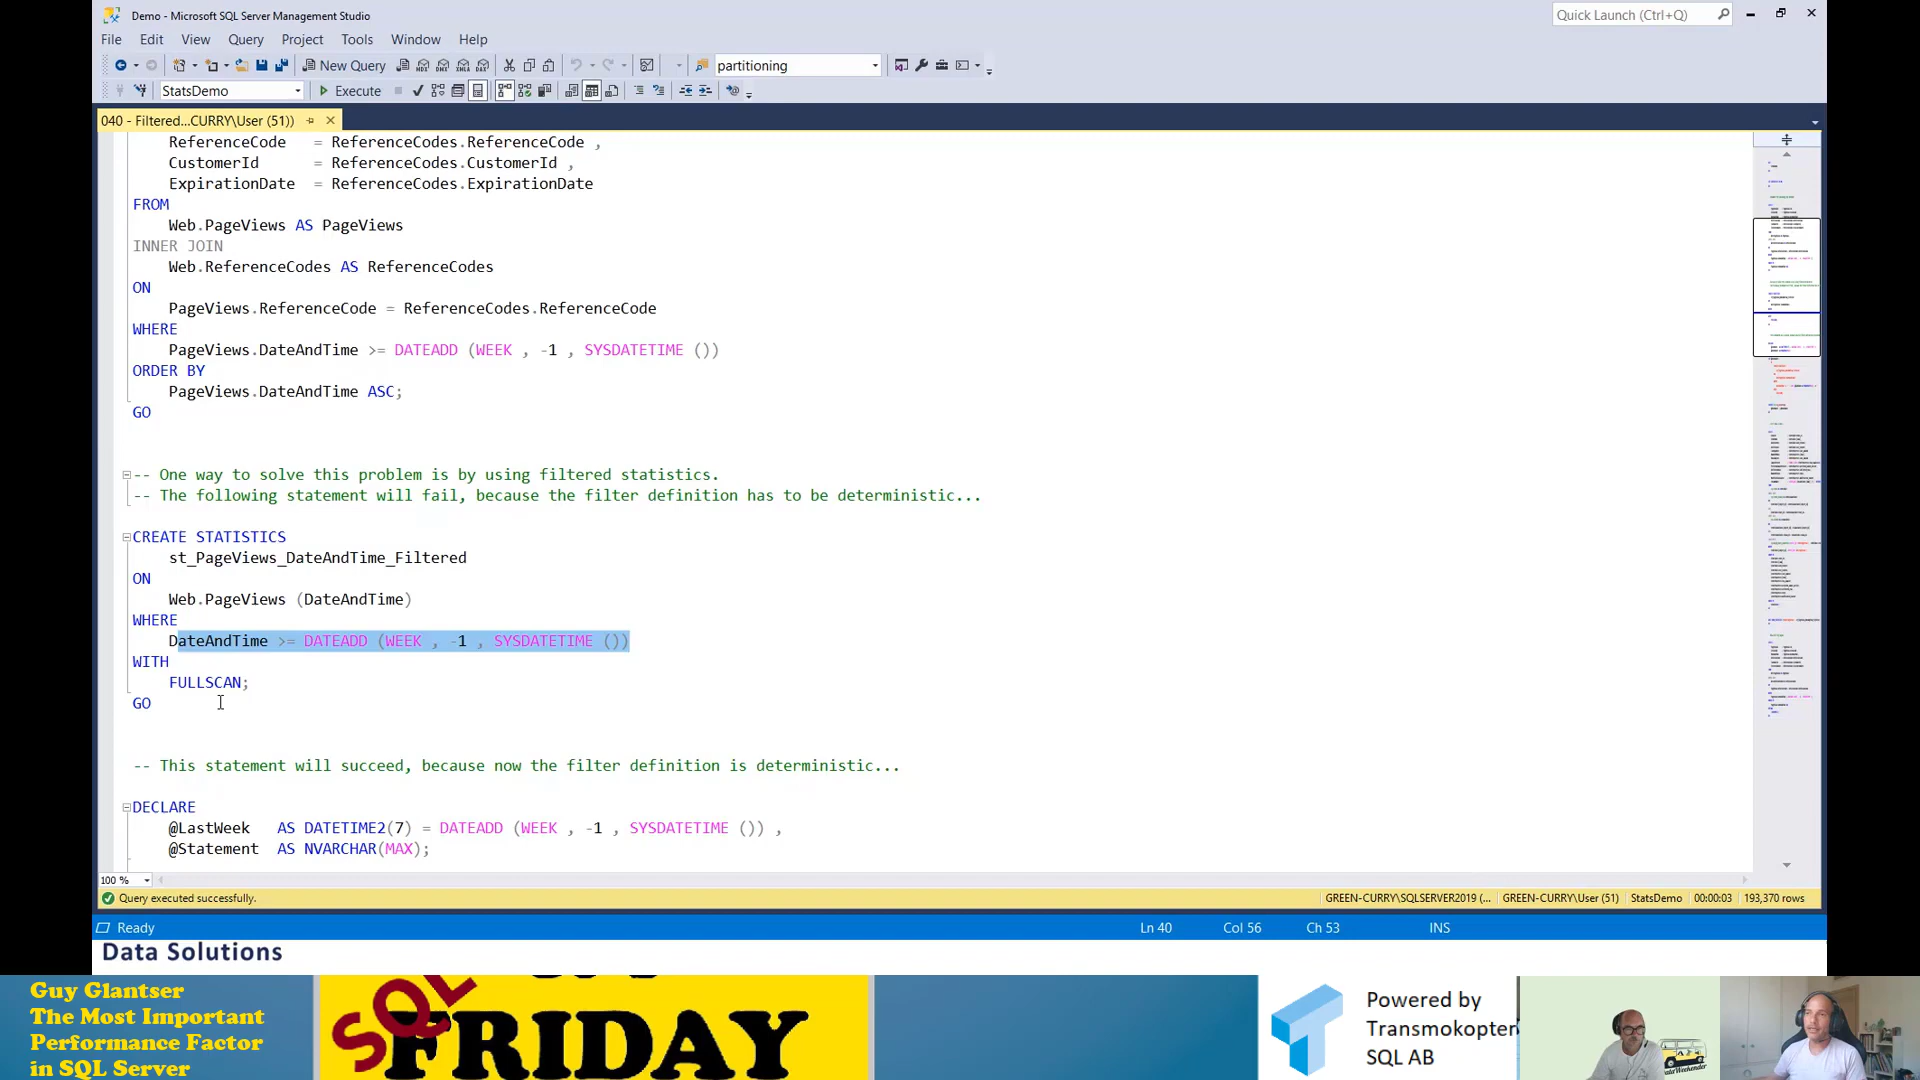 Demo - Microsoft SQL Server Management Studio
Quick Launch (Ctrl+Q)
File Edit View Query Project Tools Window Help
New Query
partitioning
StatsDemo
Execute
040 - Filtered...CURRY\User (51))
ReferenceCode = ReferenceCodes.ReferenceCode ,
CustomerId = ReferenceCodes.CustomerId ,
ExpirationDate = ReferenceCodes.ExpirationDate
FROM
Web.PageViews AS PageViews
INNER JOIN
Web.ReferenceCodes AS ReferenceCodes
ON
PageViews.ReferenceCode = ReferenceCodes.ReferenceCode
WHERE
PageViews.DateAndTime >= DATEADD (WEEK , -1 , SYSDATETIME ())
ORDER BY
PageViews.DateAndTime ASC;
GO
-- One way to solve this problem is by using filtered statistics.
-- The following statement will fail, because the filter definition has to be deterministic...
CREATE STATISTICS
st_PageViews_DateAndTime_Filtered
ON
Web.PageViews (DateAndTime)
WHERE
DateAndTime >= DATEADD (WEEK , -1 , SYSDATETIME ())
WITH
FULLSCAN;
GO
-- This statement will succeed, because now the filter definition is deterministic...
DECLARE
@LastWeek AS DATETIME2(7) = DATEADD (WEEK , -1 , SYSDATETIME ()) ,
@Statement AS NVARCHAR(MAX);
100 %
Query executed successfully.
GREEN-CURRY\SQLSERVER2019 (...
GREEN-CURRY\User (51)
StatsDemo
00:00:03
193,370 rows
Ready
Ln 40
Col 56
Ch 53
INS
Data Solutions
Guy Glantser
The Most Important
Performance Factor
in SQL Server
SQL
FRIDAY
Powered by
Transmokopter
SQL AB